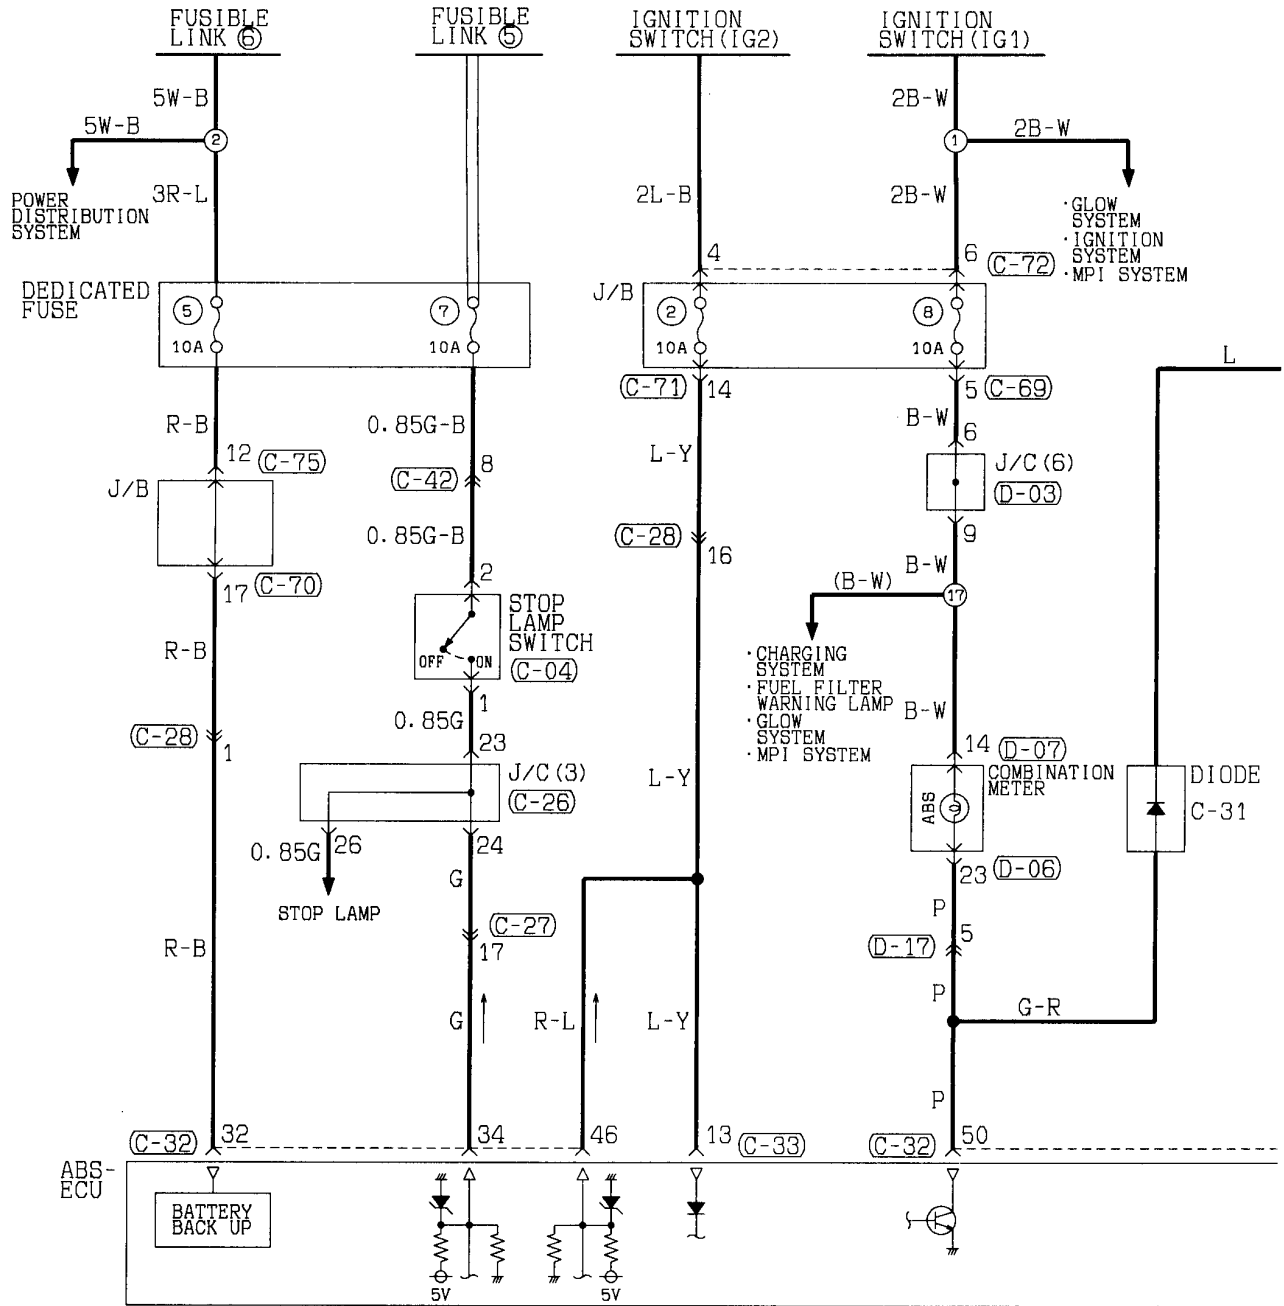 FUSIBLE
LINK ⑥
FUSIBLE
LINK ⑤
IGNITION
SWITCH(IG2)
IGNITION
SWITCH(IG1)
5W-B
2B-W
5W-B
2
1
2B-W
3R-L
2L-B
2B-W
POWER
DISTRIBUTION
SYSTEM
·GLOW
SYSTEM
·IGNITION
SYSTEM
·MPI SYSTEM
4
6
C-72
DEDICATED
FUSE
J/B
5
10A
7
10A
2
10A
8
10A
L
C-71
14
5
C-69
R-B
0.85G-B
L-Y
B-W
6
12
C-75
8
C-42
J/C(6)
D-03
J/B
0.85G-B
C-28
16
9
17
C-70
2
B-W
(B-W)
17
STOP
LAMP
SWITCH
C-04
OFF
ON
R-B
·CHARGING
SYSTEM
·FUEL FILTER
WARNING LAMP
·GLOW
SYSTEM
·MPI SYSTEM
1
0.85G
B-W
C-28
1
23
14
D-07
J/C(3)
C-26
L-Y
COMBINATION
METER
ABS
DIODE
C-31
0.85G
26
24
23
D-06
STOP LAMP
G
P
R-B
C-27
17
5
D-17
G
R-L
L-Y
P
G-R
P
C-32
32
34
46
13
C-33
C-32
50
ABS-
ECU
BATTERY
BACK UP
5V
5V